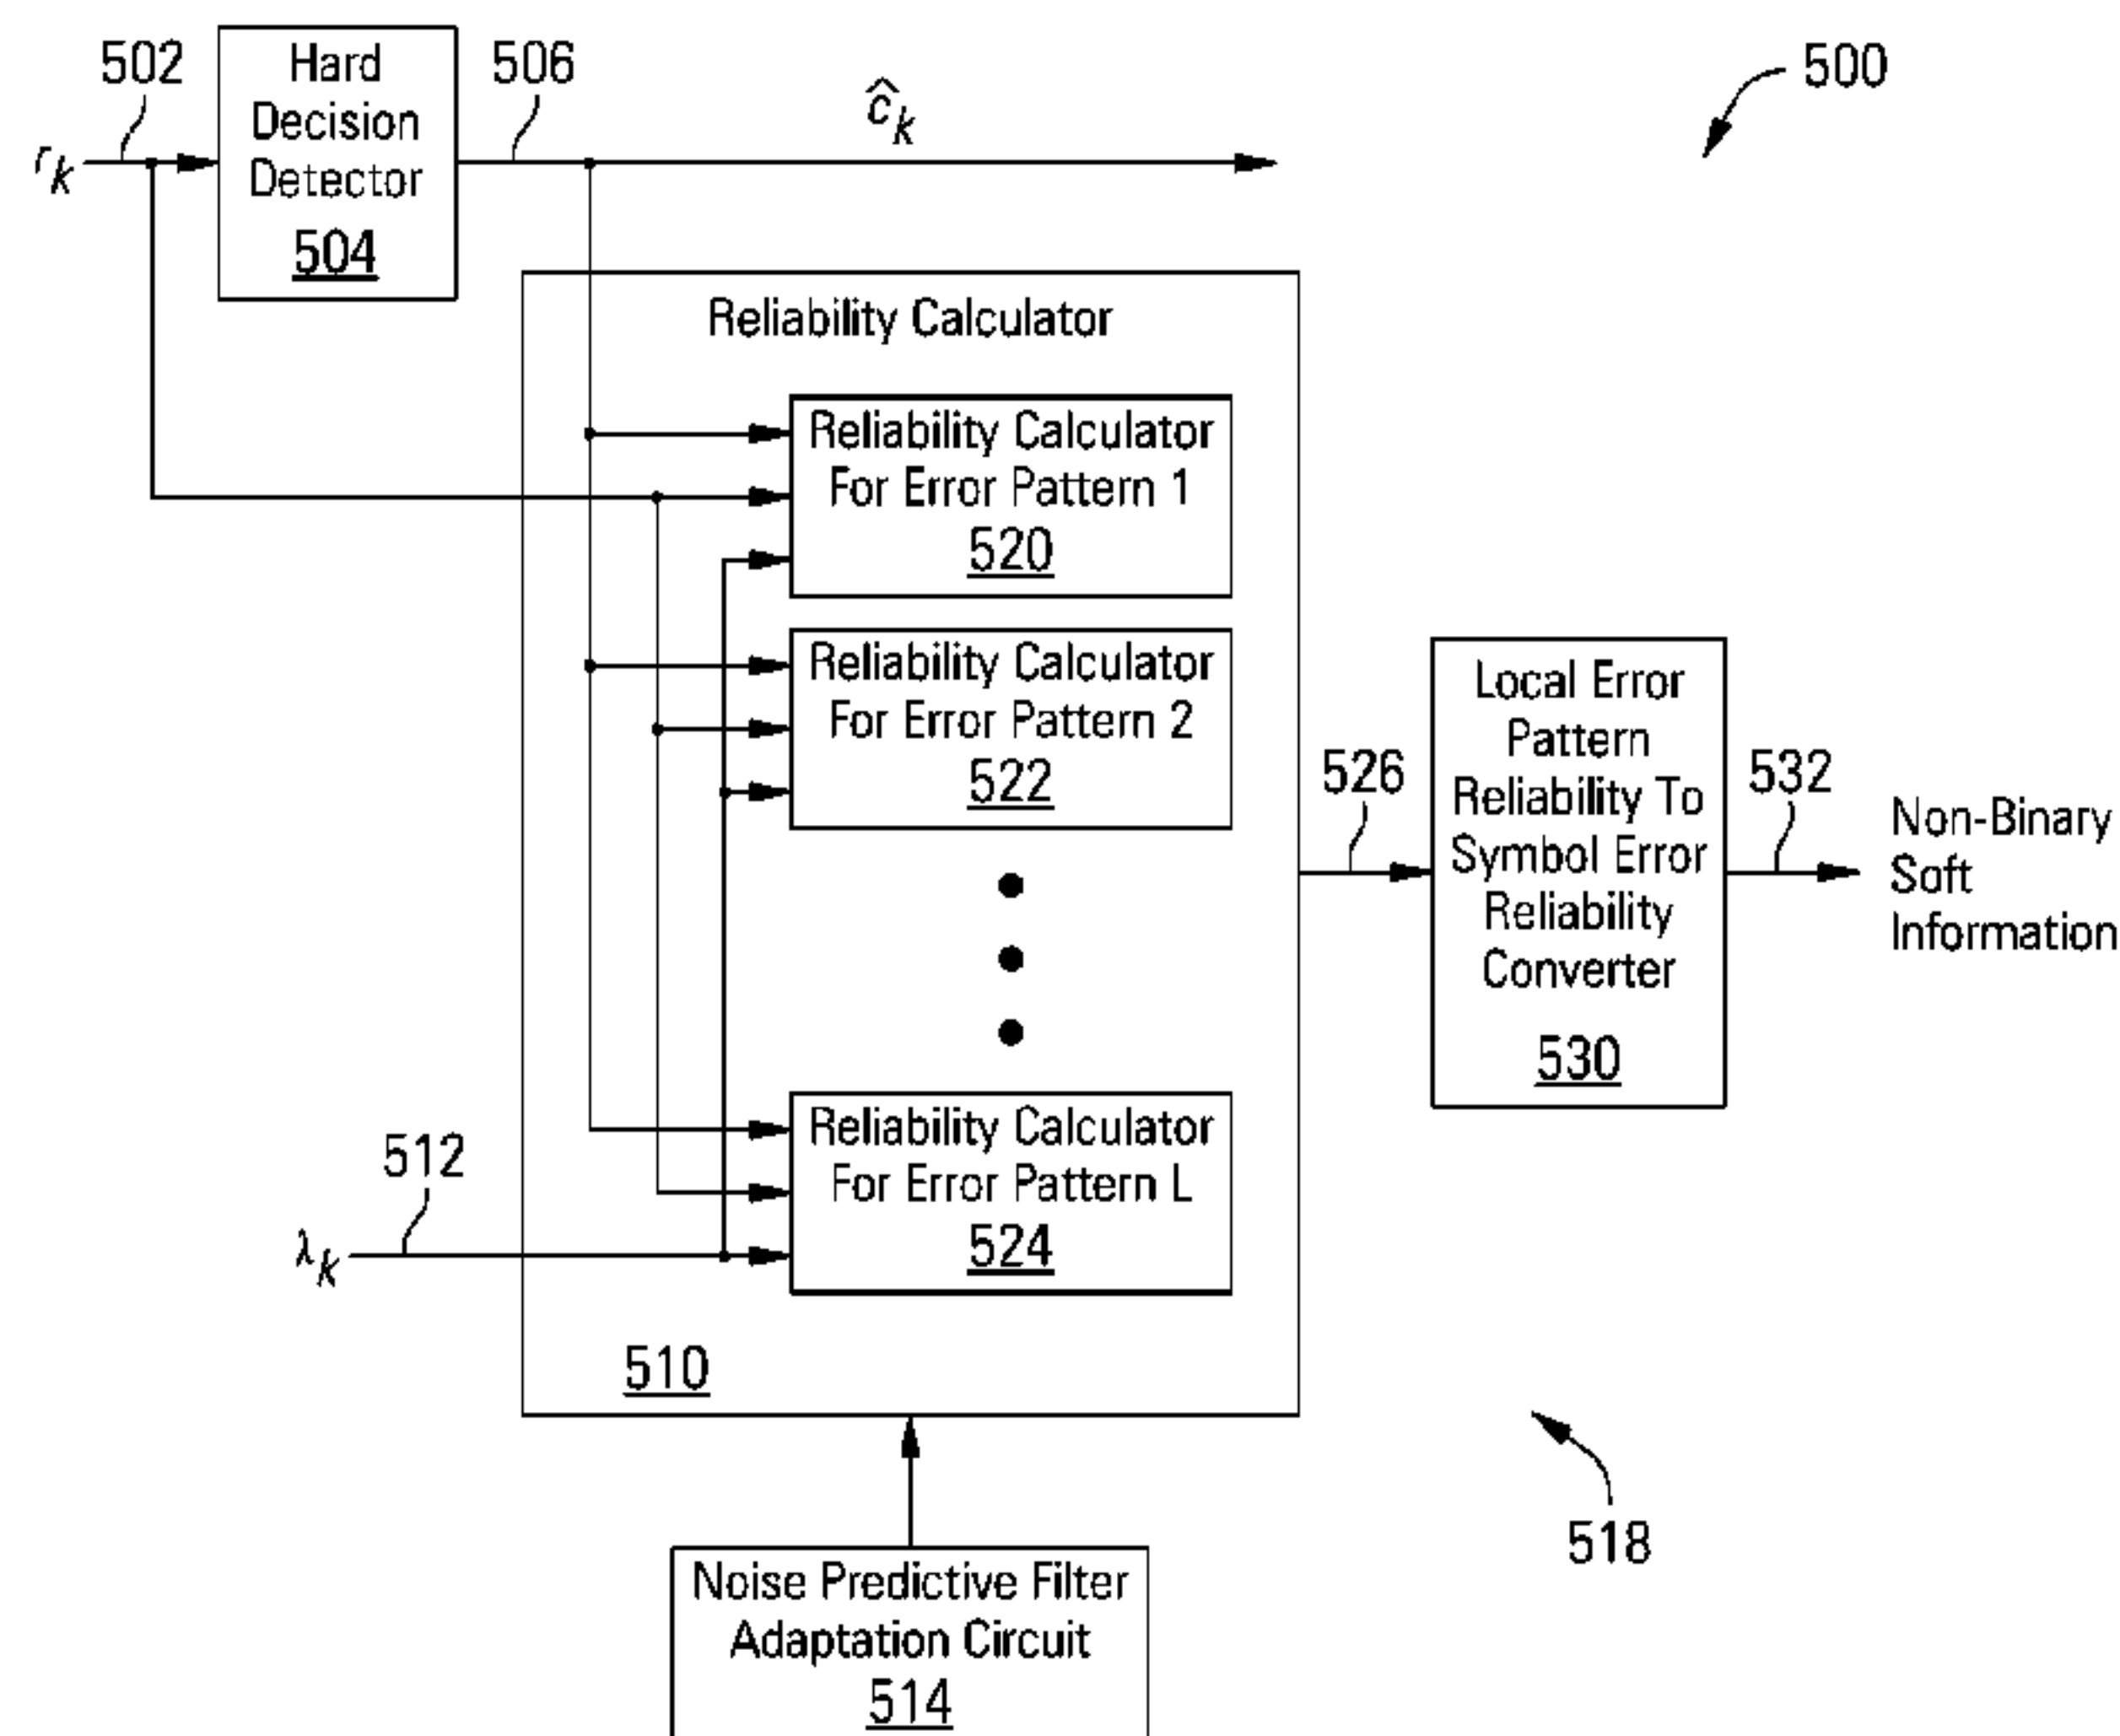 502
Hard
Decision
Detector
504
506
ĉk
500
rk
Reliability Calculator
Reliability Calculator
For Error Pattern 1
520
Reliability Calculator
For Error Pattern 2
522
Reliability Calculator
For Error Pattern L
524
512
λk
510
526
Local Error
Pattern
Reliability To
Symbol Error
Reliability
Converter
530
532
Non-Binary
Soft
Information
518
Noise Predictive Filter
Adaptation Circuit
514